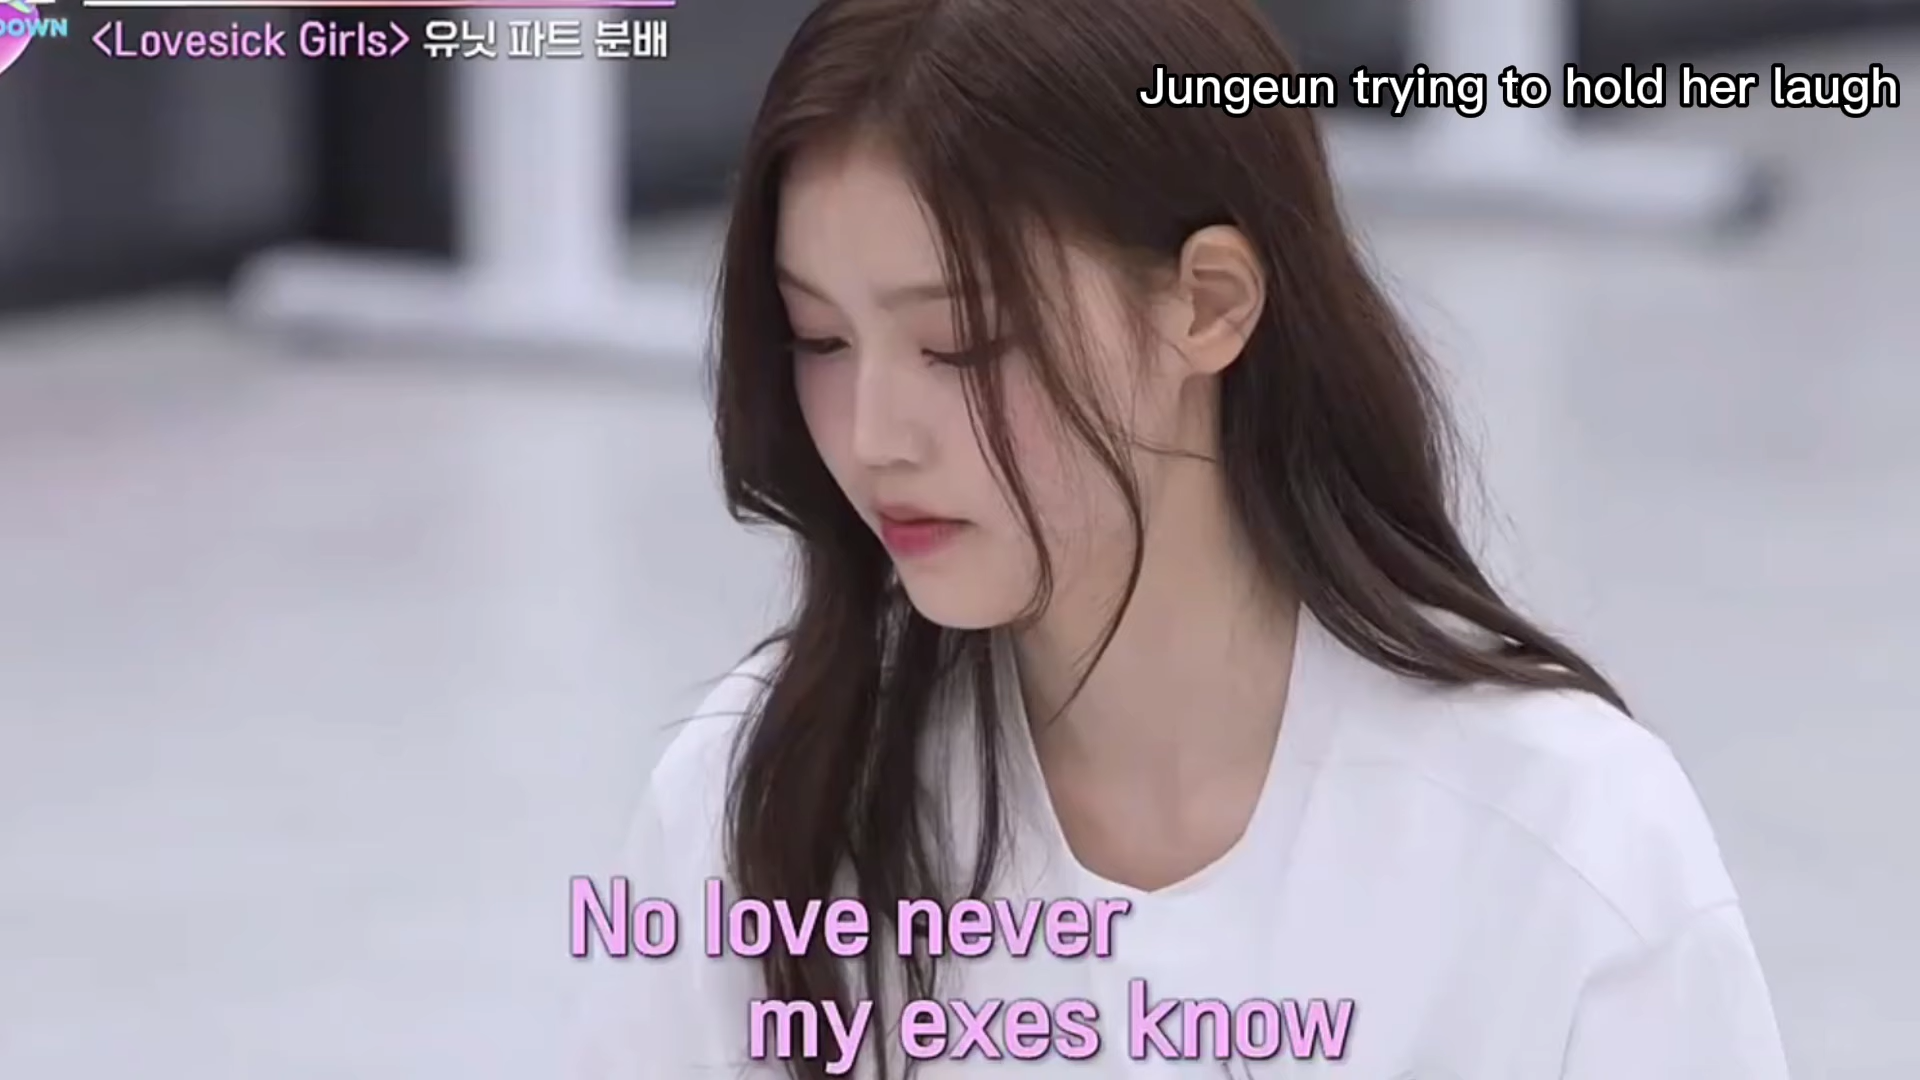 DOWN
<Lovesick Girls> 유닛 파트 분배
Jungeun trying to hold her laugh
No love never
my exes know